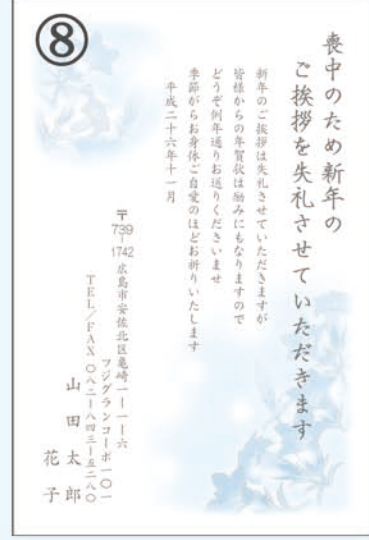 ⑧
喪中のため新年の
ご挨拶を失礼させていただきます
新年のご挨拶は失礼させていただきますが
皆様からの年賀状は励みにもなりますので
どうぞ例年通りお送りくださいませ
季節がらお身体ご自愛のほどお祈りいたします
平成二十六年十一月
〒739-1742 広島市安佐北区亀崎一ー一ー六
フジグランコーポ一〇一
TEL/FAX 〇八二ー八四三ー五二八〇
山田太郎
花子